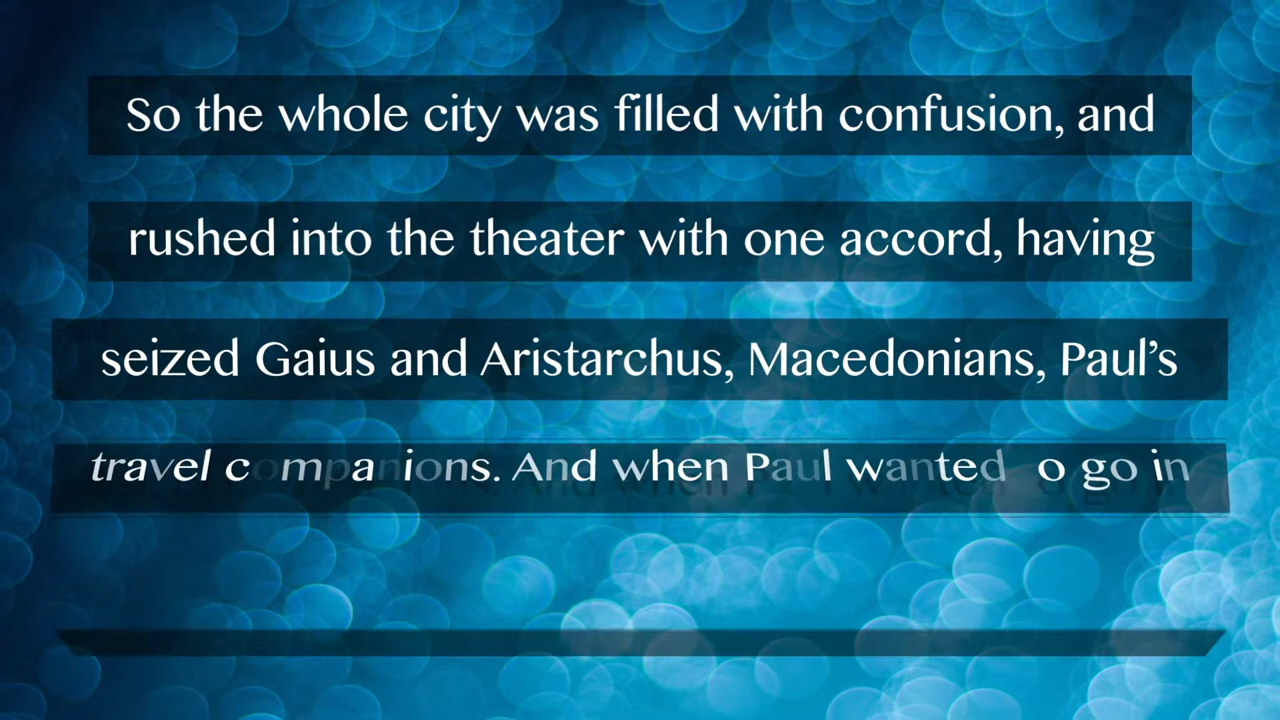 So the whole city was filled with confusion, and
rushed into the theater with one accord, having
seized Gaius and Aristarchus, Macedonians, Paul’s
travel companions. And when Paul wanted o go in